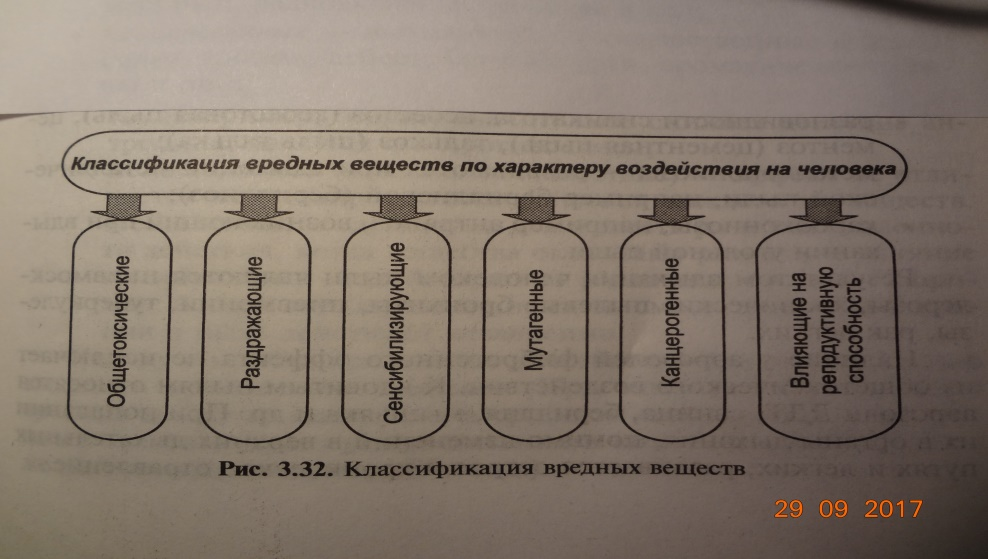 Классификация вредных веществ по характеру воздействия на человека
Общетоксические
Раздражающие
Сенсибилизирующие
Мутагенные
Канцерогенные
Влияющие на
репрдуктивную
способность
Рис. 3.32. Классификация вредных веществ
29 09 2017